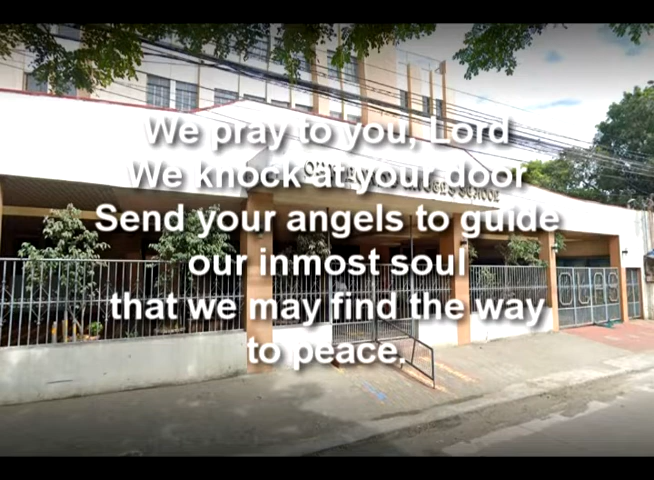 We pray to you, Lord
We knock at your door
Send your angels to guide
our inmost soul
that we may find the way
to peace.
SCHOOL